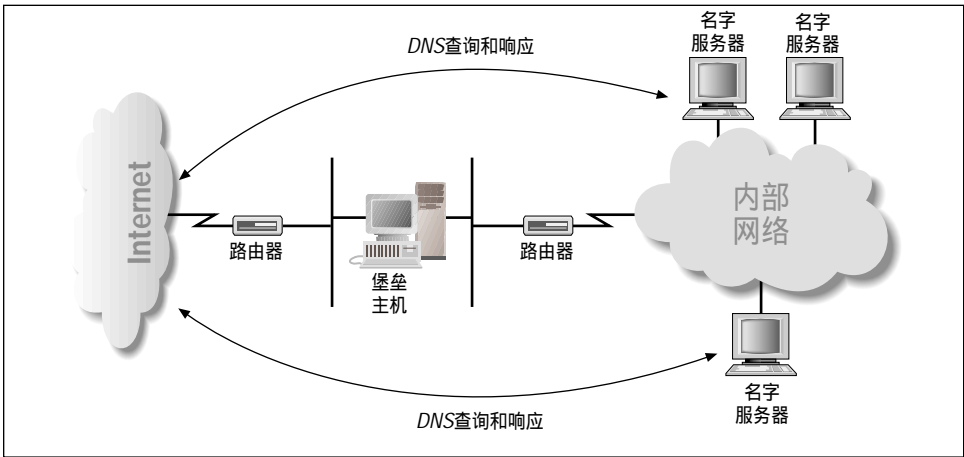 DNS查询和响应
名字
服务器
名字
服务器
Internet
路由器
堡垒
主机
路由器
内部
网络
名字
服务器
DNS查询和响应